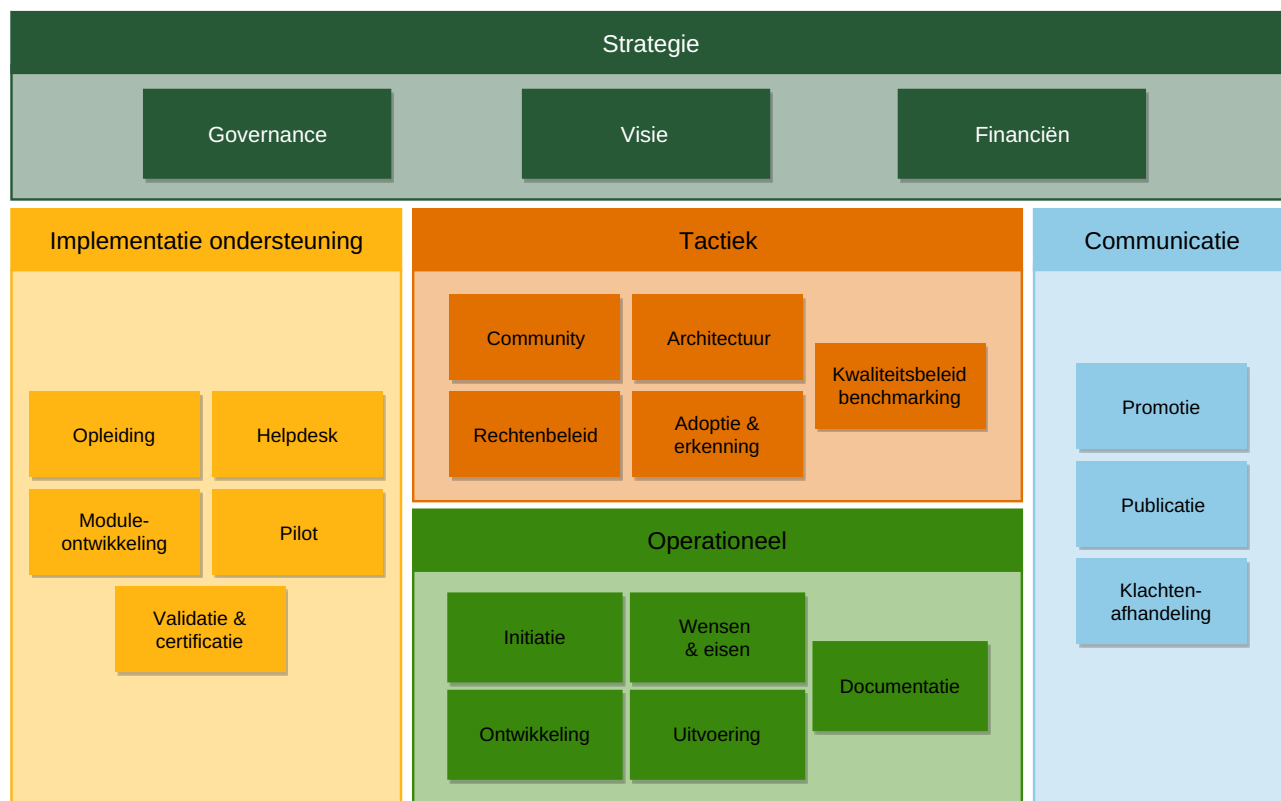 Strategie
Governance
Visie
Financiën
Implementatie ondersteuning
Opleiding
Helpdesk
Module-
ontwikkeling
Pilot
Validatie &
certificatie
Tactiek
Community
Architectuur
Kwaliteitsbeleid
benchmarking
Rechtenbeleid
Adoptie &
erkenning
Operationeel
Initiatie
Wensen
& eisen
Documentatie
Ontwikkeling
Uitvoering
Communicatie
Promotie
Publicatie
Klachten-
afhandeling